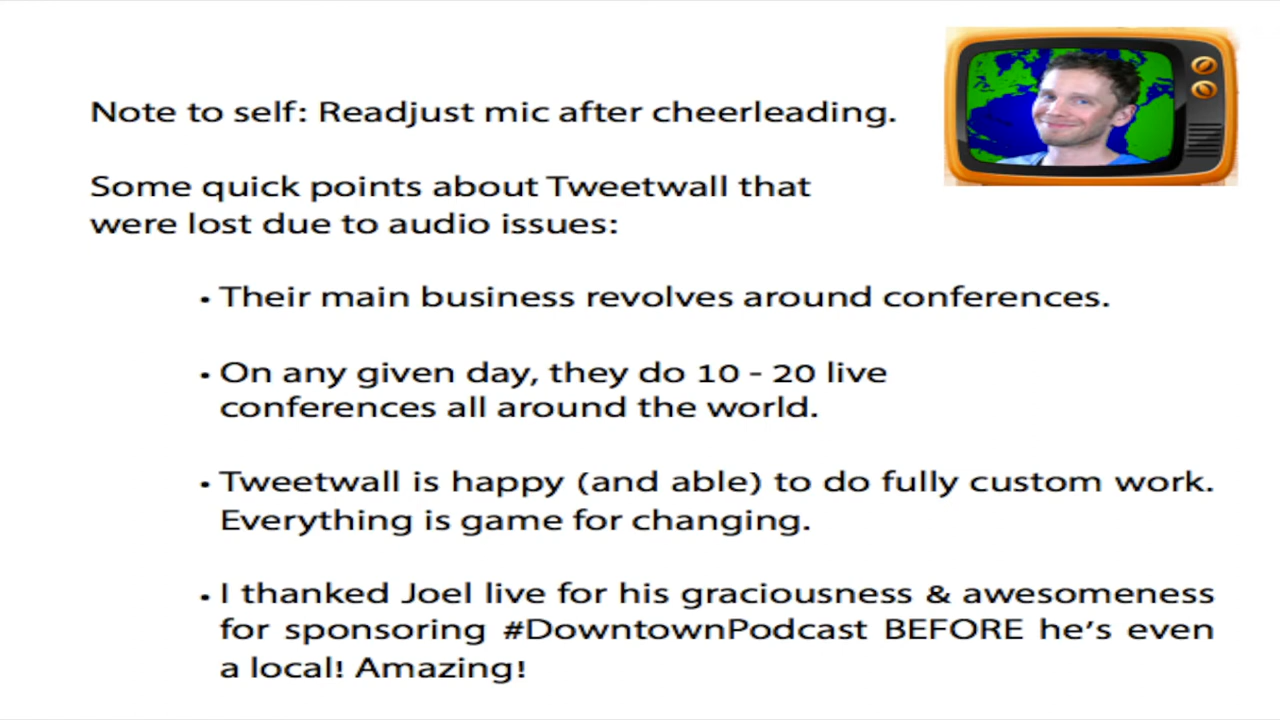 Note to self: Readjust mic after cheerleading.
Some quick points about Tweetwall that
were lost due to audio issues:
• Their main business revolves around conferences.
• On any given day, they do 10 - 20 live
conferences all around the world.
• Tweetwall is happy (and able) to do fully custom work.
Everything is game for changing.
• I thanked Joel live for his graciousness & awesomeness
for sponsoring #DowntownPodcast BEFORE he's even
a local! Amazing!